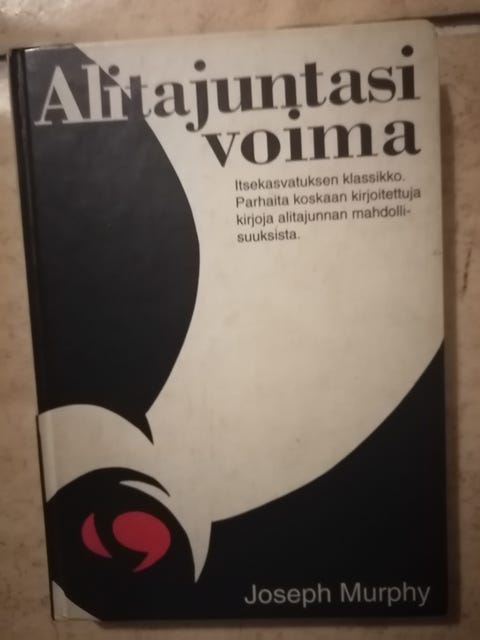 Alitajuntasi
voima
Itsekasvatuksen klassikko.
Parhaita koskaan kirjoitettuja
kirjoja alitajunnan mahdolli-
suuksista.
Joseph Murphy